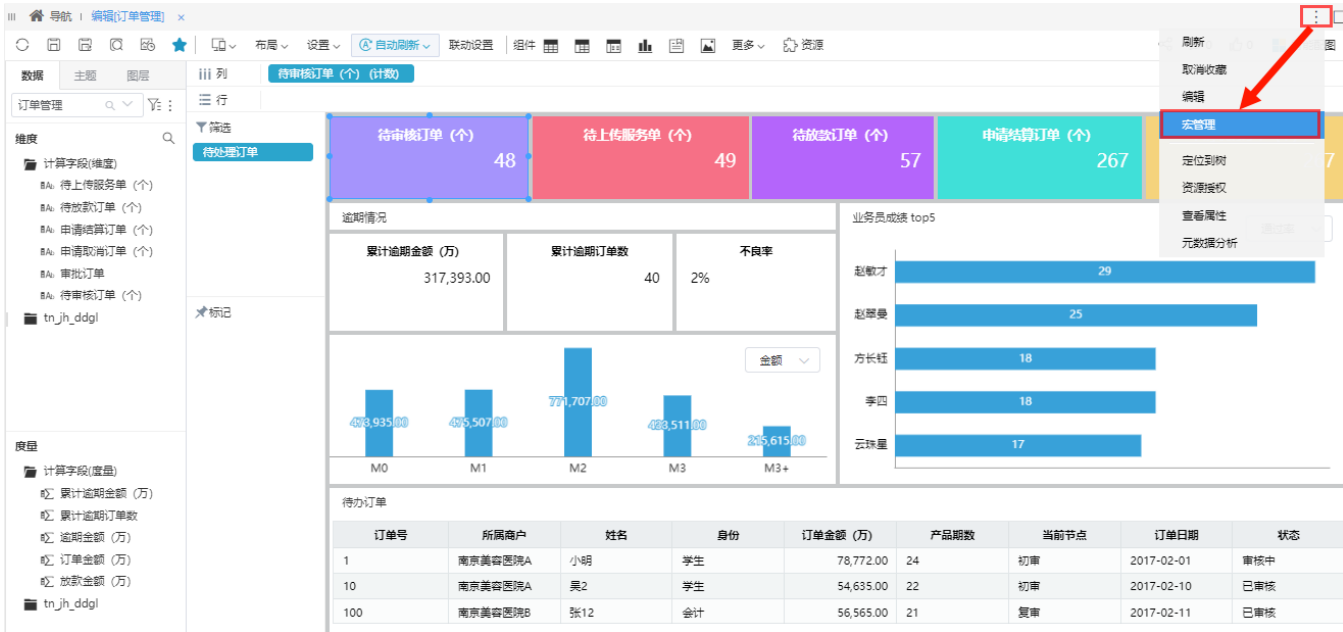 导航 编辑[订单管理] ×
布局 设置 自动刷新 联动设置 组件 更多 资源
刷新
取消收藏
编辑
宏管理
定位到树
资源授权
查看属性
元数据分析
数据 主题 图层
订单管理
维度
计算字段(维度)
待上传服务单（个）
待放款订单（个）
申请结算订单（个）
申请取消订单（个）
审批订单
待审核订单（个）
tn_jh_ddgl
度量
计算字段(度量)
累计逾期金额（万）
累计逾期订单数
逾期金额（万）
订单金额（万）
放款金额（万）
tn_jh_ddgl
列 待审核订单（个）(计数)
行
筛选
待处理订单
标记
待审核订单（个） 48
待上传服务单（个） 49
待放款订单（个） 57
申请结算订单（个） 267
7
逾期情况
累计逾期金额（万） 累计逾期订单数 不良率
317,393.00 40 2%
金额
473,935.00 475,507.00 771,707.00 433,511.00 215,615.00
M0 M1 M2 M3 M3+
业务员成绩 top5
赵敏才 29
赵翠曼 25
方长钰 18
李四 18
云珠星 17
待办订单
订单号 所属商户 姓名 身份 订单金额（万） 产品期数 当前节点 订单日期 状态
1 南京美容医院A 小明 学生 78,772.00 24 初审 2017-02-01 审核中
10 南京美容医院A 吴2 学生 54,635.00 22 初审 2017-02-10 已审核
100 南京美容医院B 张12 会计 56,565.00 21 复审 2017-02-11 已审核